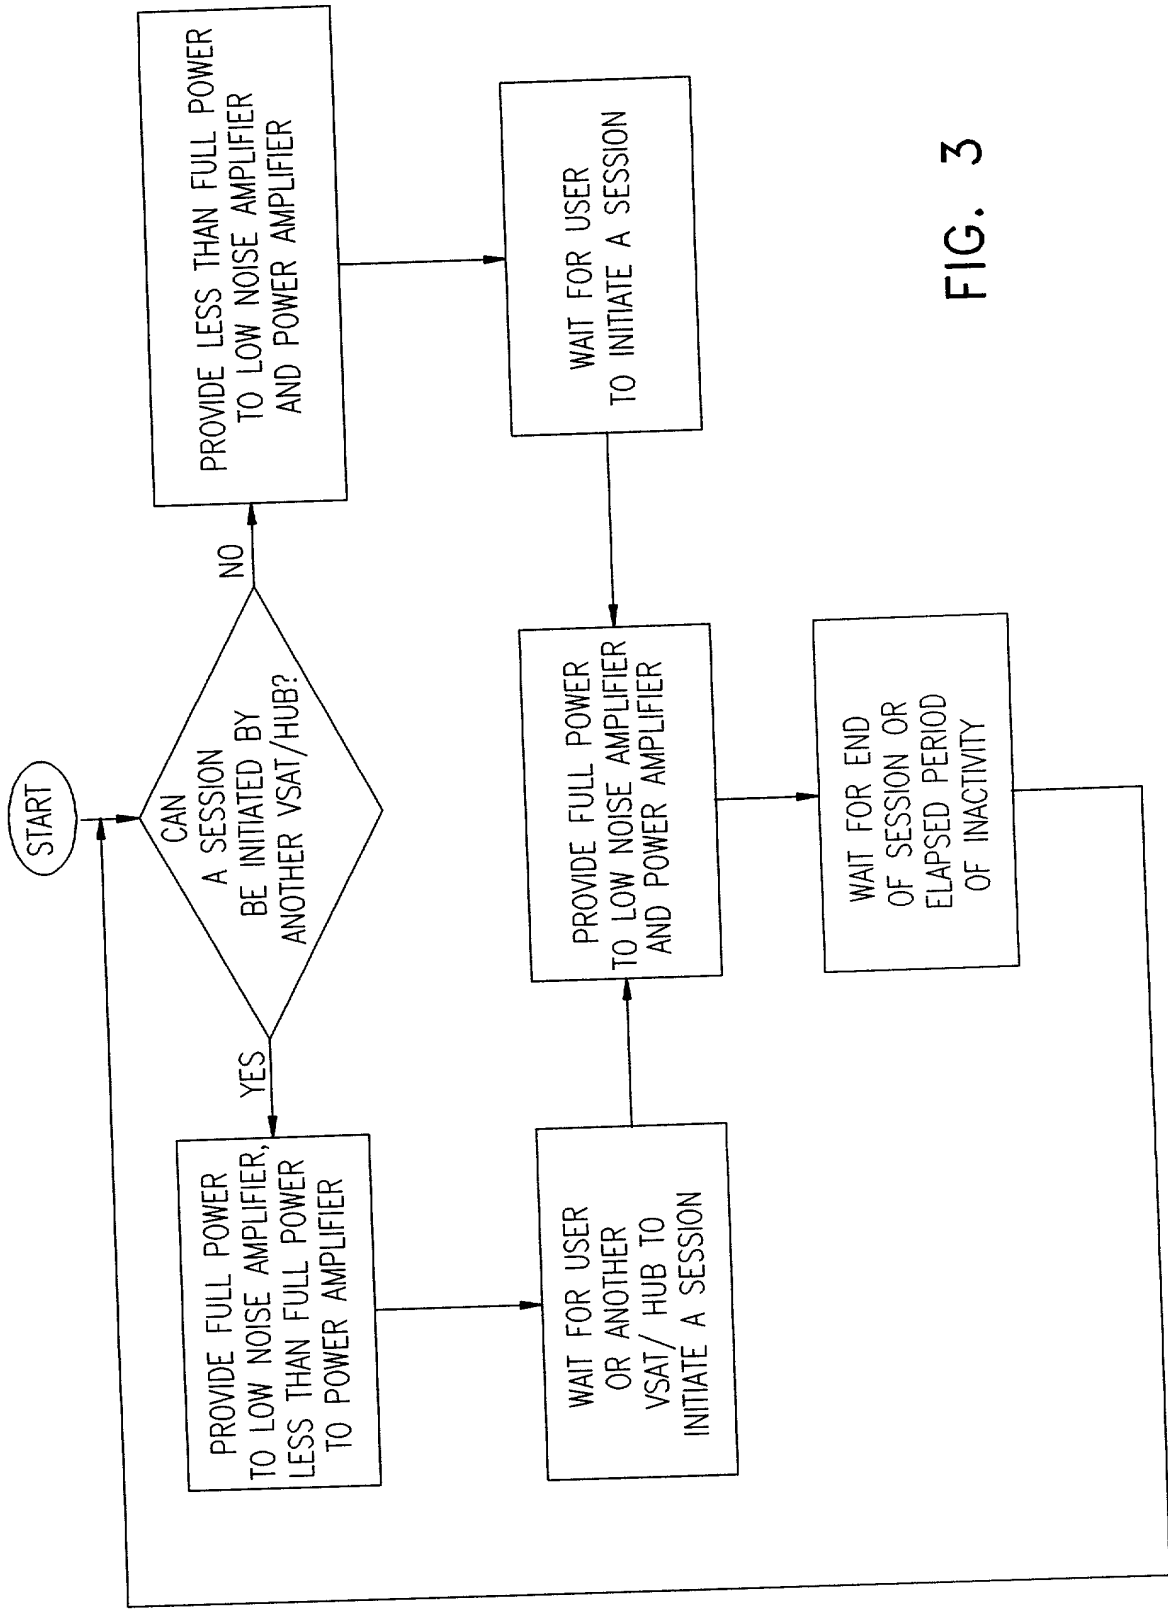 START
CAN
A SESSION
BE INITIATED BY
ANOTHER VSAT/HUB?
YES
NO
PROVIDE FULL POWER
TO LOW NOISE AMPLIFIER,
LESS THAN FULL POWER
TO POWER AMPLIFIER
PROVIDE LESS THAN FULL POWER
TO LOW NOISE AMPLIFIER
AND POWER AMPLIFIER
WAIT FOR USER
OR ANOTHER
VSAT/ HUB TO
INITIATE A SESSION
WAIT FOR USER
TO INITIATE A SESSION
PROVIDE FULL POWER
TO LOW NOISE AMPLIFIER
AND POWER AMPLIFIER
WAIT FOR END
OF SESSION OR
ELAPSED PERIOD
OF INACTIVITY
FIG. 3